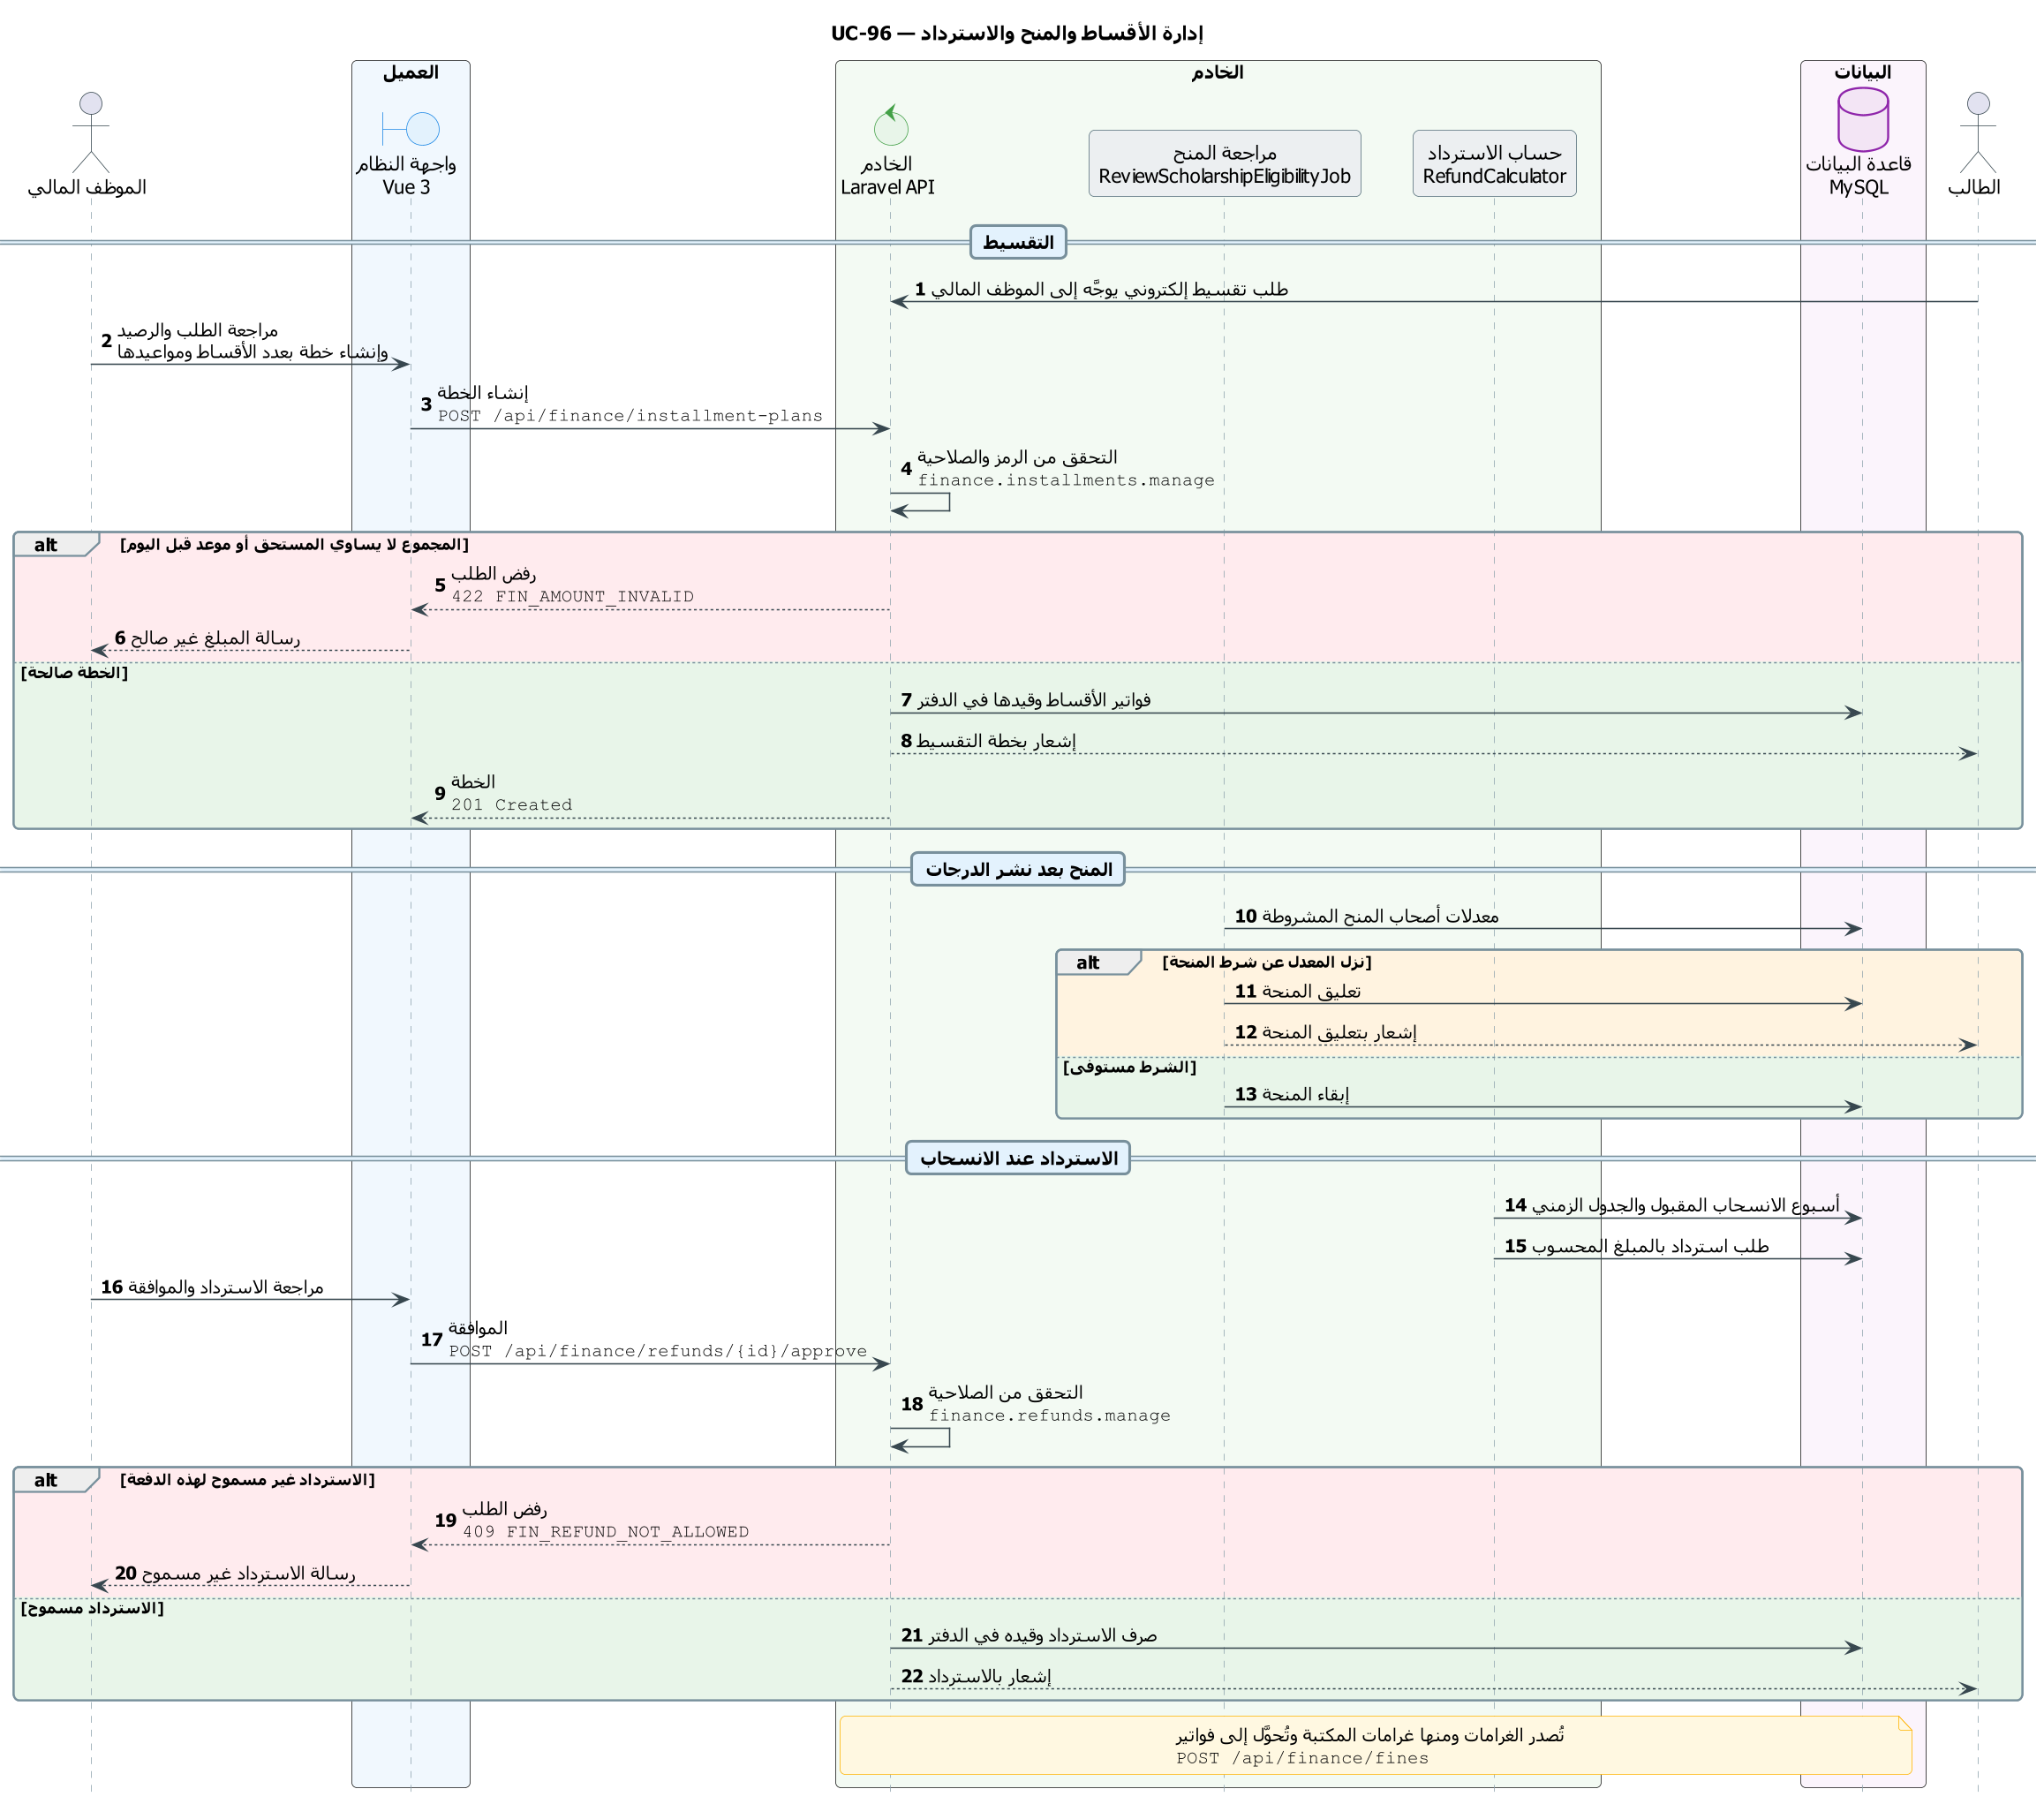 UC-96 — إدارة الأقساط والمنح والاسترداد
العميل
الخادم
البيانات
الموظف المالي
واجهة النظام
Vue 3
الخادم
Laravel API
مراجعة المنح
ReviewScholarshipEligibilityJob
حساب الاسترداد
RefundCalculator
قاعدة البيانات
MySQL
الطالب
التقسيط
1 طلب تقسيط إلكتروني يوجَّه إلى الموظف المالي
2 مراجعة الطلب والرصيد
وإنشاء خطة بعدد الأقساط ومواعيدها
3 إنشاء الخطة
POST /api/finance/installment-plans
4 التحقق من الرمز والصلاحية
finance.installments.manage
alt [المجموع لا يساوي المستحق أو موعد قبل اليوم]
5 رفض الطلب
422 FIN_AMOUNT_INVALID
6 رسالة المبلغ غير صالح
[الخطة صالحة]
7 فواتير الأقساط وقيدها في الدفتر
8 إشعار بخطة التقسيط
9 الخطة
201 Created
المنح بعد نشر الدرجات
10 معدلات أصحاب المنح المشروطة
alt [نزل المعدل عن شرط المنحة]
11 تعليق المنحة
12 إشعار بتعليق المنحة
[الشرط مستوفى]
13 إبقاء المنحة
الاسترداد عند الانسحاب
14 أسبوع الانسحاب المقبول والجدول الزمني
15 طلب استرداد بالمبلغ المحسوب
16 مراجعة الاسترداد والموافقة
17 الموافقة
POST /api/finance/refunds/{id}/approve
18 التحقق من الصلاحية
finance.refunds.manage
alt [الاسترداد غير مسموح لهذه الدفعة]
19 رفض الطلب
409 FIN_REFUND_NOT_ALLOWED
20 رسالة الاسترداد غير مسموح
[الاسترداد مسموح]
21 صرف الاسترداد وقيده في الدفتر
22 إشعار بالاسترداد
تُصدر الغرامات ومنها غرامات المكتبة وتُحوَّل إلى فواتير
POST /api/finance/fines